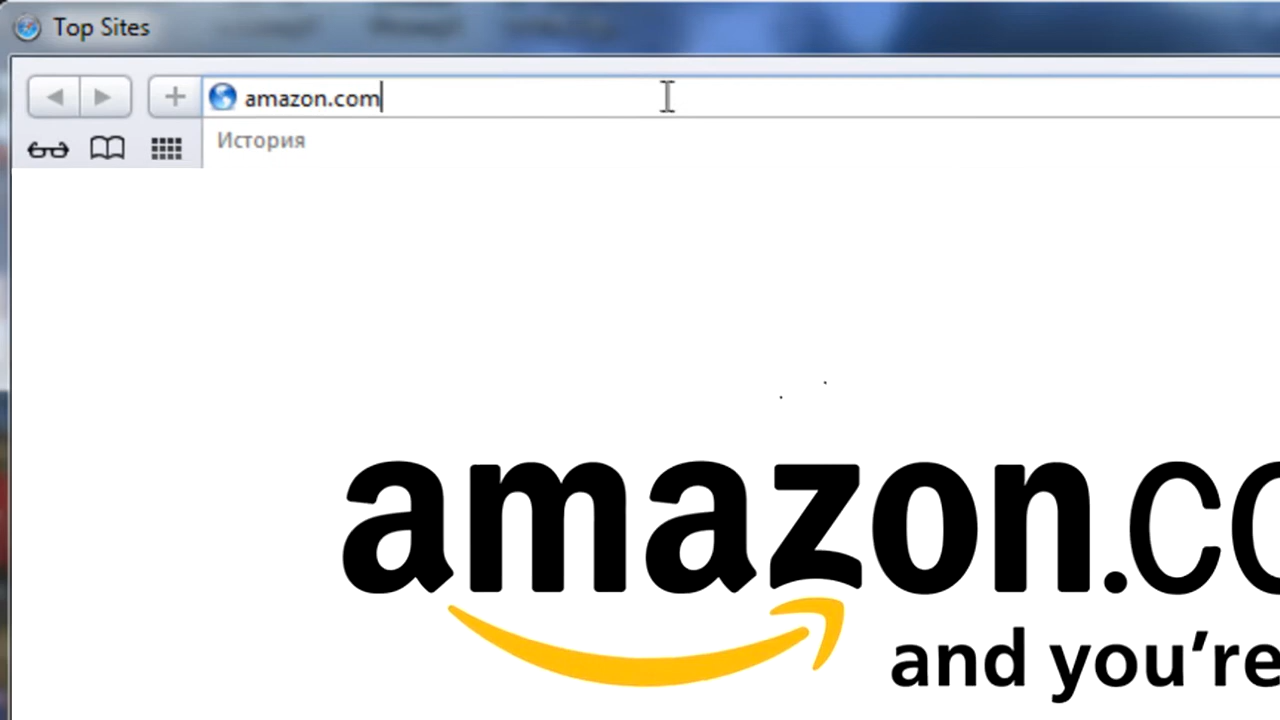 Top Sites
amazon.com
История
amazon.co
and you're